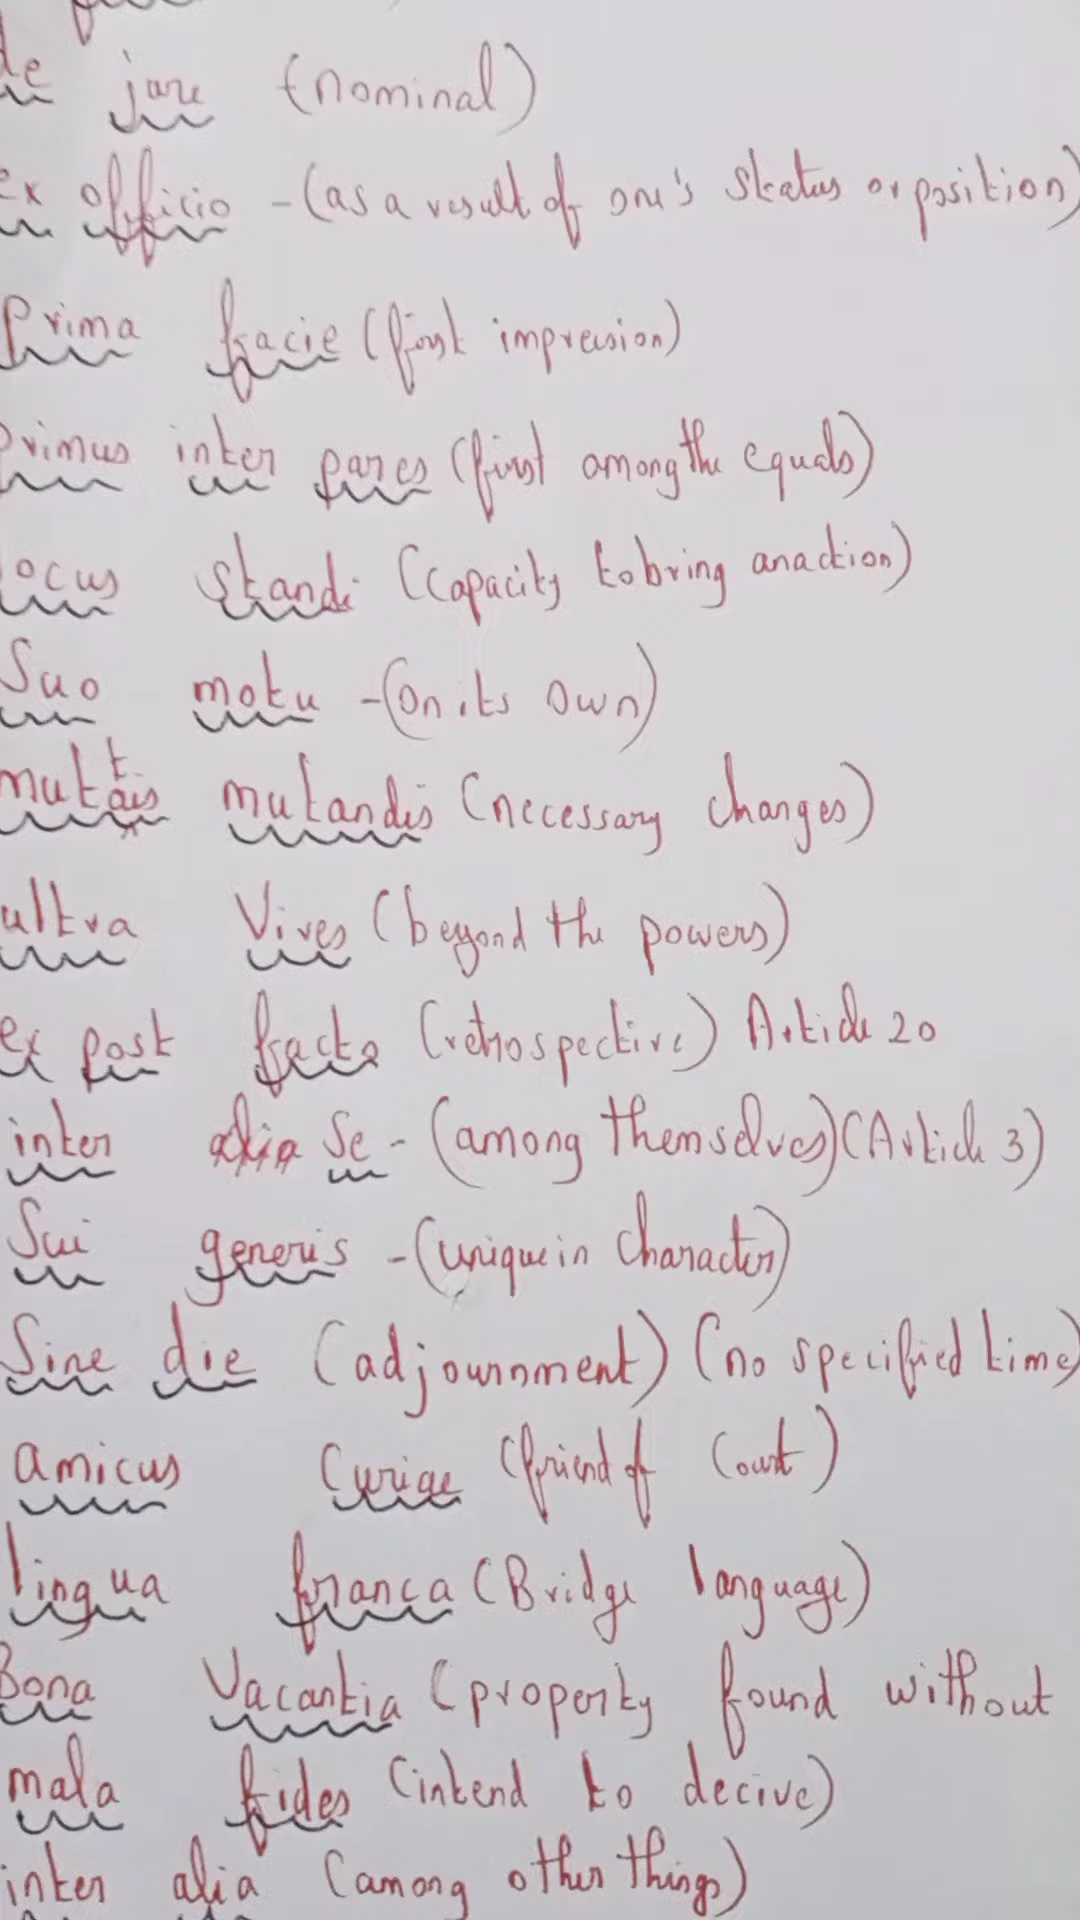 de jure (nominal)
ex officio - (as a result of one's status or position)
Prima facie (first impression)
Primus inter pares (first among the equals)
locus standi (capacity to bring an action)
Suo motu - (on its own)
mutatis mutandis (necessary changes)
ultra Vires (beyond the powers)
ex post facto (retrospective) Article 20
inter se - (among themselves) (Article 3)
Sui generis - (unique in character)
Sine die (adjournment) (no specified time)
amicus Curiae (friend of Court)
lingua franca (Bridge language)
Bona Vacantia (property found without
mala fides (intend to decive)
inter alia (among other things)